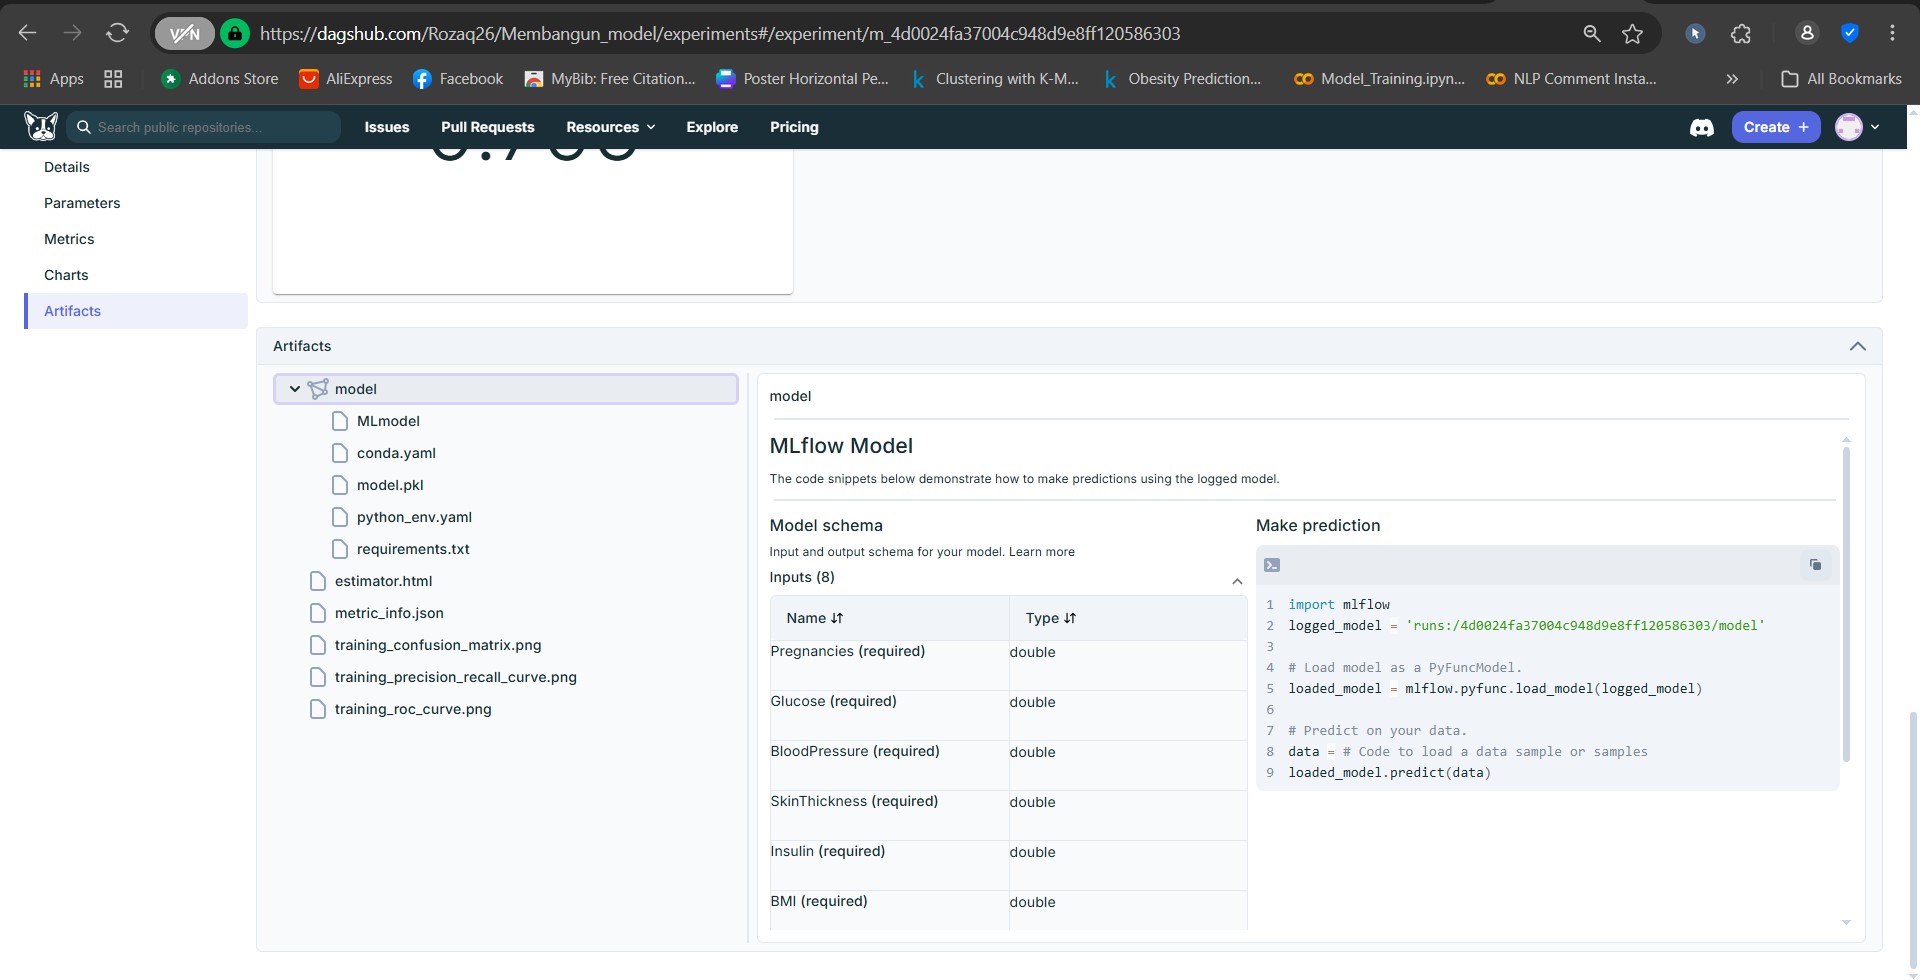 VPN
https://dagshub.com/Rozaq26/Membangun_model/experiments#/experiment/m_4d0024fa37004c948d9e8ff120586303
Apps
Addons Store
AliExpress
Facebook
MyBib: Free Citation...
Poster Horizontal Pe...
Clustering with K-M...
Obesity Prediction...
Model_Training.ipyn...
NLP Comment Insta...
»
All Bookmarks
Search public repositories...
Issues
Pull Requests
Resources
Explore
Pricing
Create +
Details
Parameters
Metrics
Charts
Artifacts
Artifacts
model
MLmodel
conda.yaml
model.pkl
python_env.yaml
requirements.txt
estimator.html
metric_info.json
training_confusion_matrix.png
training_precision_recall_curve.png
training_roc_curve.png
model
MLflow Model
The code snippets below demonstrate how to make predictions using the logged model.
Model schema
Input and output schema for your model. Learn more
Inputs (8)
Name Type
Pregnancies (required) double
Glucose (required) double
BloodPressure (required) double
SkinThickness (required) double
Insulin (required) double
BMI (required) double
Make prediction
1 import mlflow
2 logged_model = 'runs:/4d0024fa37004c948d9e8ff120586303/model'
3
4 # Load model as a PyFuncModel.
5 loaded_model = mlflow.pyfunc.load_model(logged_model)
6
7 # Predict on your data.
8 data = # Code to load a data sample or samples
9 loaded_model.predict(data)